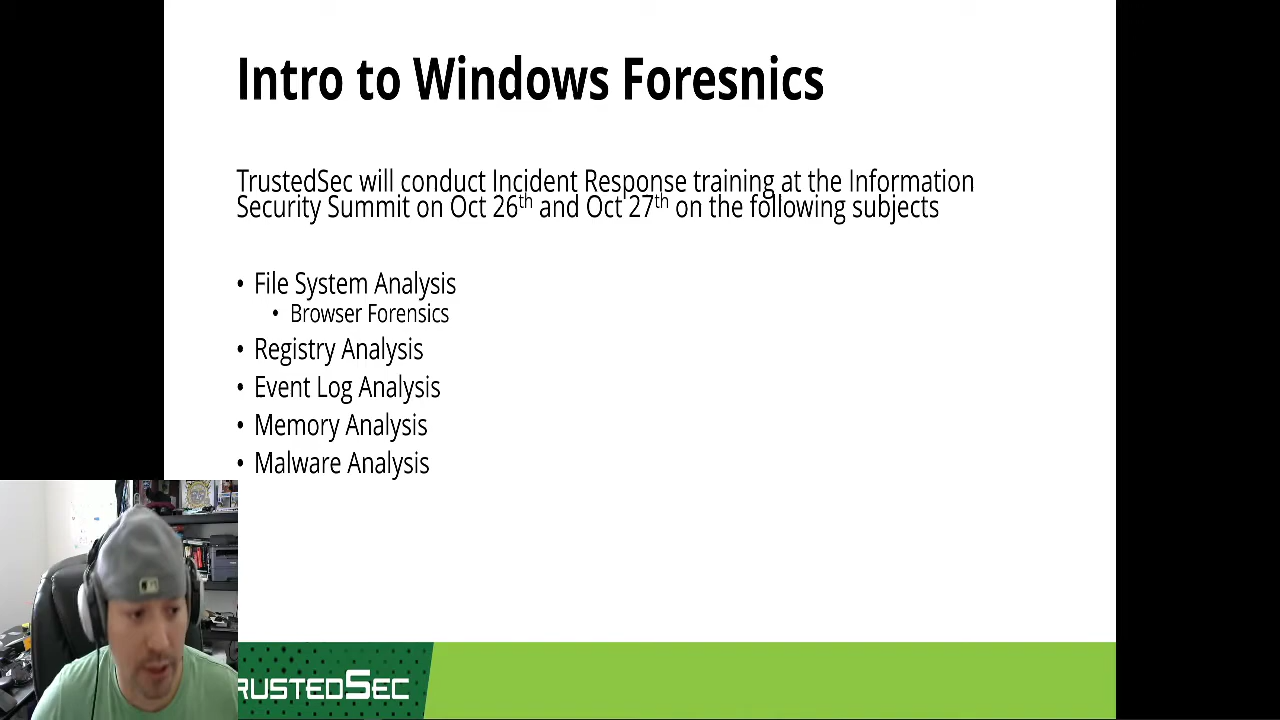 Intro to Windows Foresnics
TrustedSec will conduct Incident Response training at the Information
Security Summit on Oct 26th and Oct 27th on the following subjects
• File System Analysis
• Browser Forensics
• Registry Analysis
• Event Log Analysis
• Memory Analysis
• Malware Analysis
RUSTEDSEC